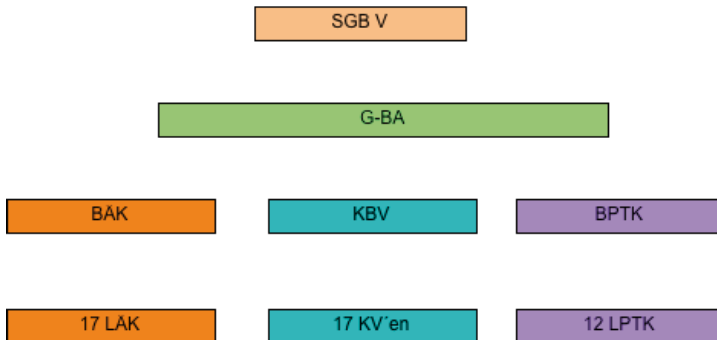 SGB V
G-BA
BÄK
KBV
BPTK
17 LÄK
17 KV´en
12 LPTK